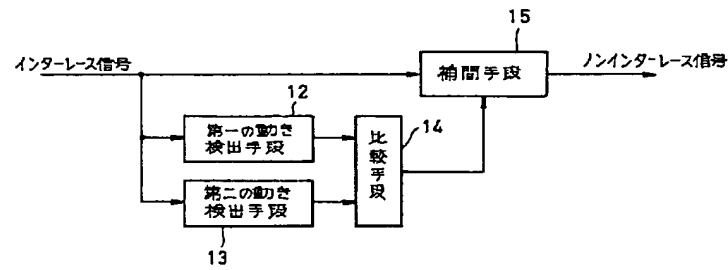 15
インターレース信号
補間手段
ノンインターレース信号
12
第一の動き
検出手段
比較手段
14
第二の動き
検出手段
13